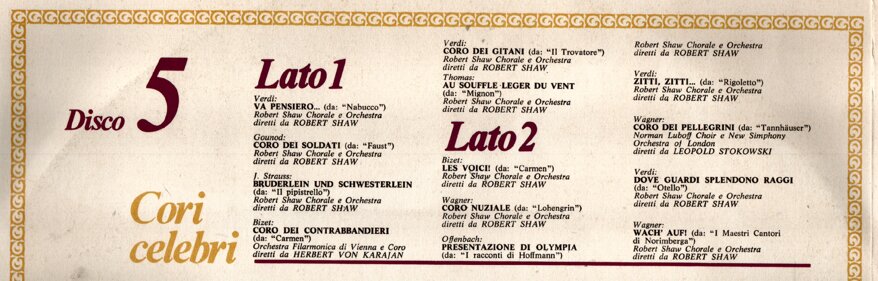 Disco 5
Cori
celebri
Lato 1
Verdi:
VA PENSIERO... (da: "Nabucco")
Robert Shaw Chorale e Orchestra
diretti da ROBERT SHAW
Gounod:
CORO DEI SOLDATI (da: "Faust")
Robert Shaw Chorale e Orchestra
diretti da ROBERT SHAW
J. Strauss:
BRUDERLEIN UND SCHWESTERLEIN
(da: "Il pipistrello")
Robert Shaw Chorale e Orchestra
diretti da ROBERT SHAW
Bizet:
CORO DEI CONTRABBANDIERI
(da: "Carmen")
Orchestra Filarmonica di Vienna e Coro
diretti da HERBERT VON KARAJAN
Verdi:
CORO DEI GITANI (da: "Il Trovatore")
Robert Shaw Chorale e Orchestra
diretti da ROBERT SHAW
Thomas:
AU SOUFFLE LEGER DU VENT
(da: "Mignon")
Robert Shaw Chorale e Orchestra
diretti da ROBERT SHAW
Lato 2
Bizet:
LES VOICI! (da: "Carmen")
Robert Shaw Chorale e Orchestra
diretti da ROBERT SHAW
Wagner:
CORO NUZIALE (da: "Lohengrin")
Robert Shaw Chorale e Orchestra
diretti da ROBERT SHAW
Offenbach:
PRESENTAZIONE DI OLYMPIA
(da: "I racconti di Hoffmann")
Robert Shaw Chorale e Orchestra
diretti da ROBERT SHAW
Verdi:
ZITTI, ZITTI... (da: "Rigoletto")
Robert Shaw Chorale e Orchestra
diretti da ROBERT SHAW
Wagner:
CORO DEI PELLEGRINI (da: "Tannhäuser")
Norman Luboff Choir e New Simphony
Orchestra of London
diretti da LEOPOLD STOKOWSKI
Verdi:
DOVE GUARDI SPLENDONO RAGGI
(da: "Otello")
Robert Shaw Chorale e Orchestra
diretti da ROBERT SHAW
Wagner:
WACH' AUF! (da: "I Maestri Cantori
di Norimberga")
Robert Shaw Chorale e Orchestra
diretti da ROBERT SHAW